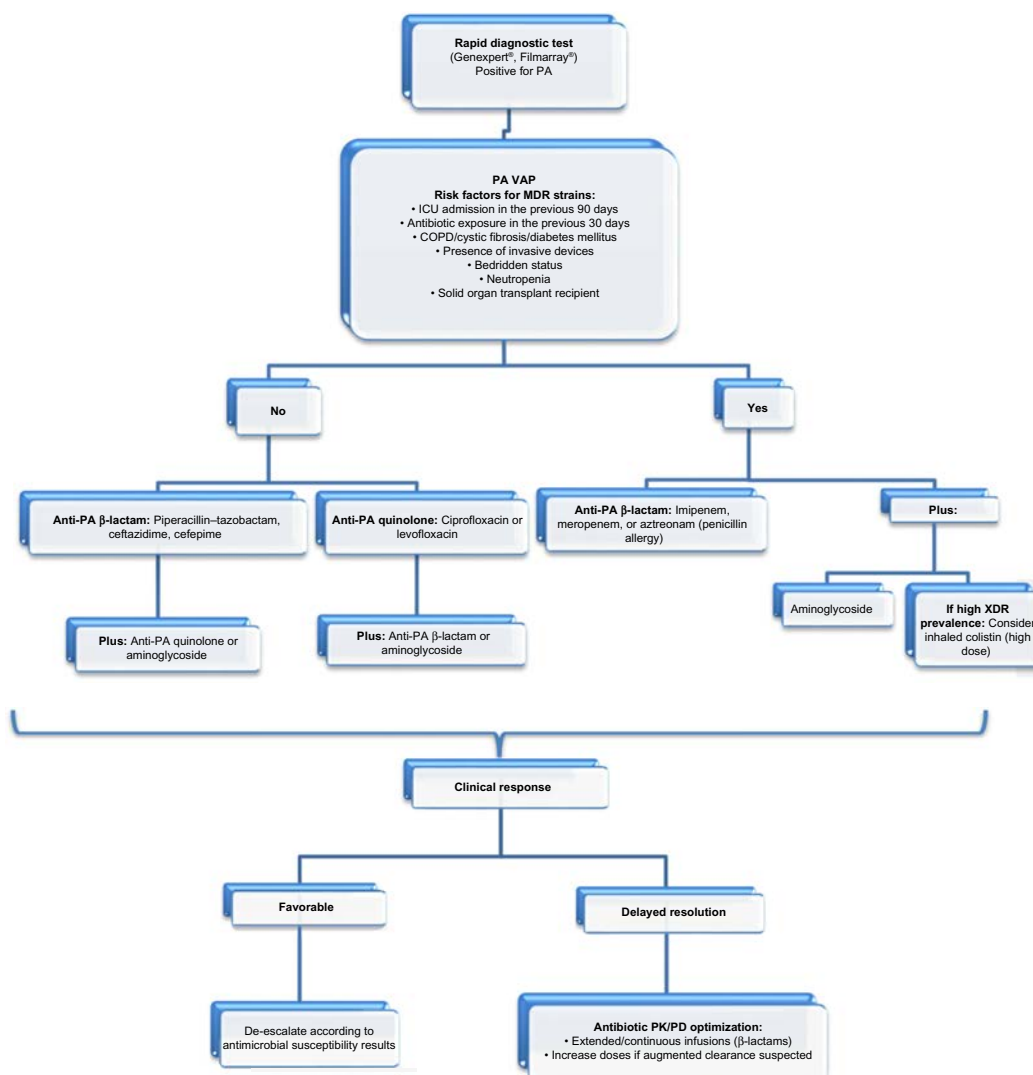 Rapid diagnostic test
(Genexpert®, Filmarray®)
Positive for PA
PA VAP
Risk factors for MDR strains:
• ICU admission in the previous 90 days
• Antibiotic exposure in the previous 30 days
• COPD/cystic fibrosis/diabetes mellitus
• Presence of invasive devices
• Bedridden status
• Neutropenia
• Solid organ transplant recipient
No
Yes
Anti-PA β-lactam: Piperacillin–tazobactam,
ceftazidime, cefepime
Anti-PA quinolone: Ciprofloxacin or
levofloxacin
Anti-PA β-lactam: Imipenem,
meropenem, or aztreonam (penicillin
allergy)
Plus:
Plus: Anti-PA quinolone or
aminoglycoside
Plus: Anti-PA β-lactam or
aminoglycoside
Aminoglycoside
If high XDR
prevalence: Consider
inhaled colistin (high
dose)
Clinical response
Favorable
Delayed resolution
De-escalate according to
antimicrobial susceptibility results
Antibiotic PK/PD optimization:
• Extended/continuous infusions (β-lactams)
• Increase doses if augmented clearance suspected